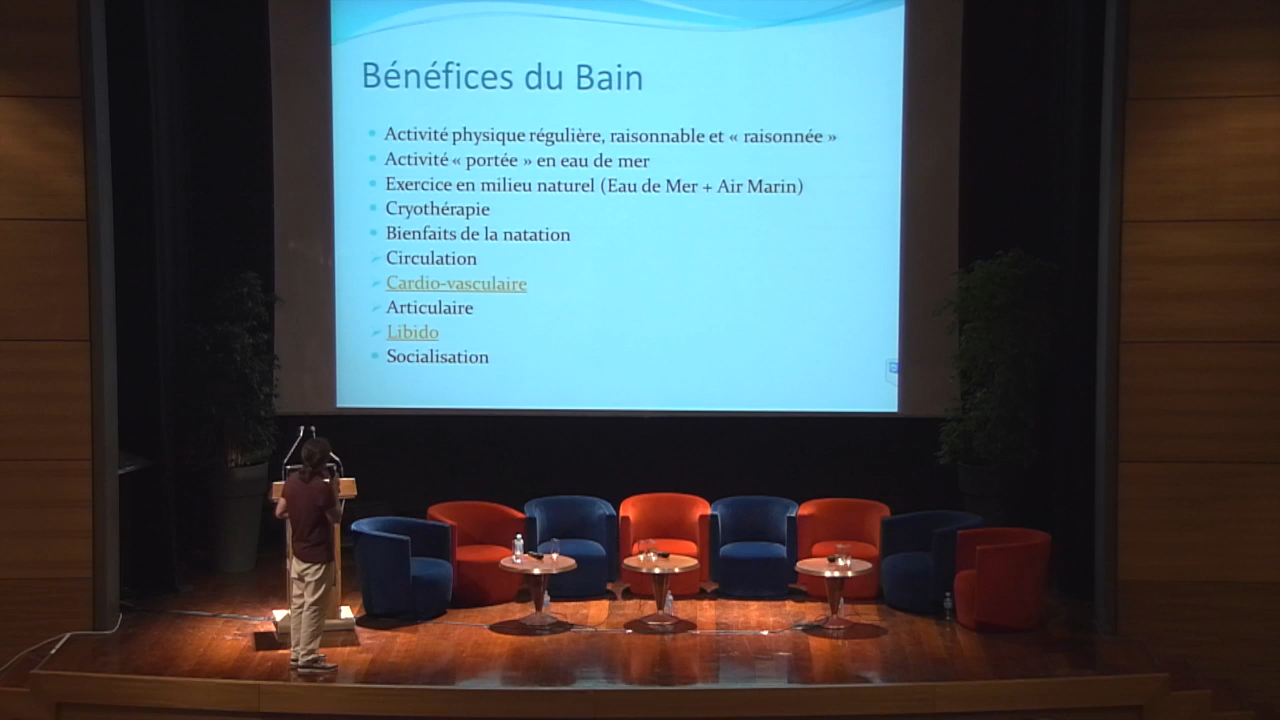 Bénéfices du Bain
Activité physique régulière, raisonnable et « raisonnée »
Activité « portée » en eau de mer
Exercice en milieu naturel (Eau de Mer + Air Marin)
Cryothérapie
Bienfaits de la natation
Circulation
Cardio-vasculaire
Articulaire
Libido
Socialisation